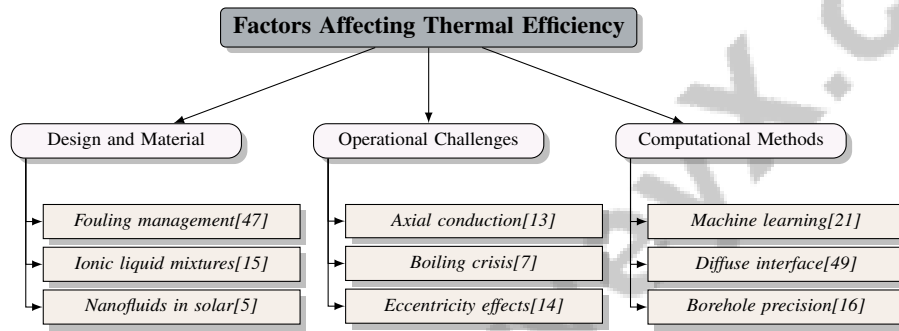 Factors Affecting Thermal Efficiency
Design and Material
Operational Challenges
Computational Methods
Fouling management[47]
Axial conduction[13]
Machine learning[21]
Ionic liquid mixtures[15]
Boiling crisis[7]
Diffuse interface[49]
Nanofluids in solar[5]
Eccentricity effects[14]
Borehole precision[16]